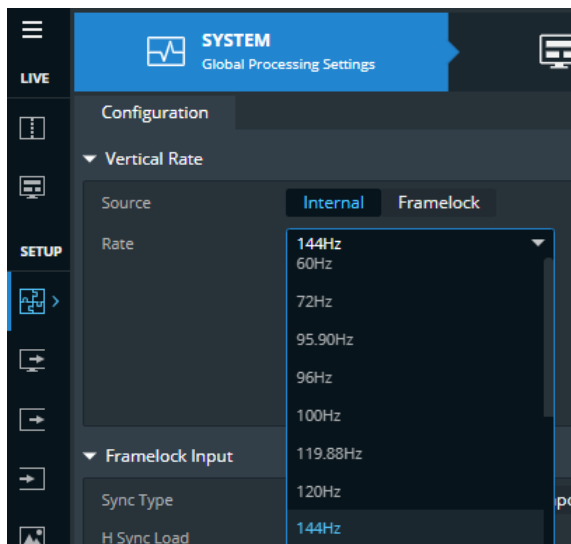 SYSTEM
Global Processing Settings
LIVE
Configuration
Vertical Rate
Source
Internal
Framelock
SETUP
Rate
144Hz
60Hz
72Hz
95.90Hz
96Hz
100Hz
119.88Hz
120Hz
144Hz
Framelock Input
Sync Type
H Sync Load